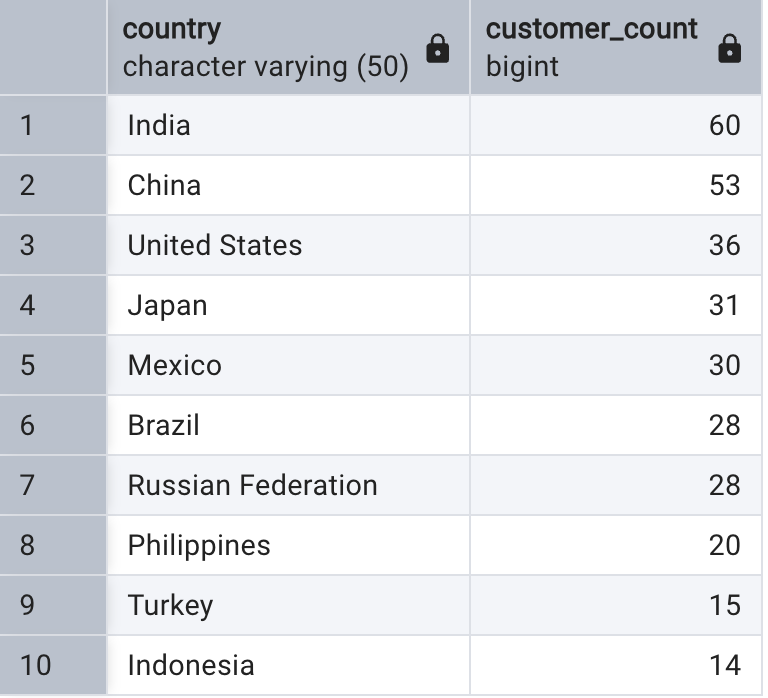 country customer_count
character varying (50) bigint
1 India 60
2 China 53
3 United States 36
4 Japan 31
5 Mexico 30
6 Brazil 28
7 Russian Federation 28
8 Philippines 20
9 Turkey 15
10 Indonesia 14